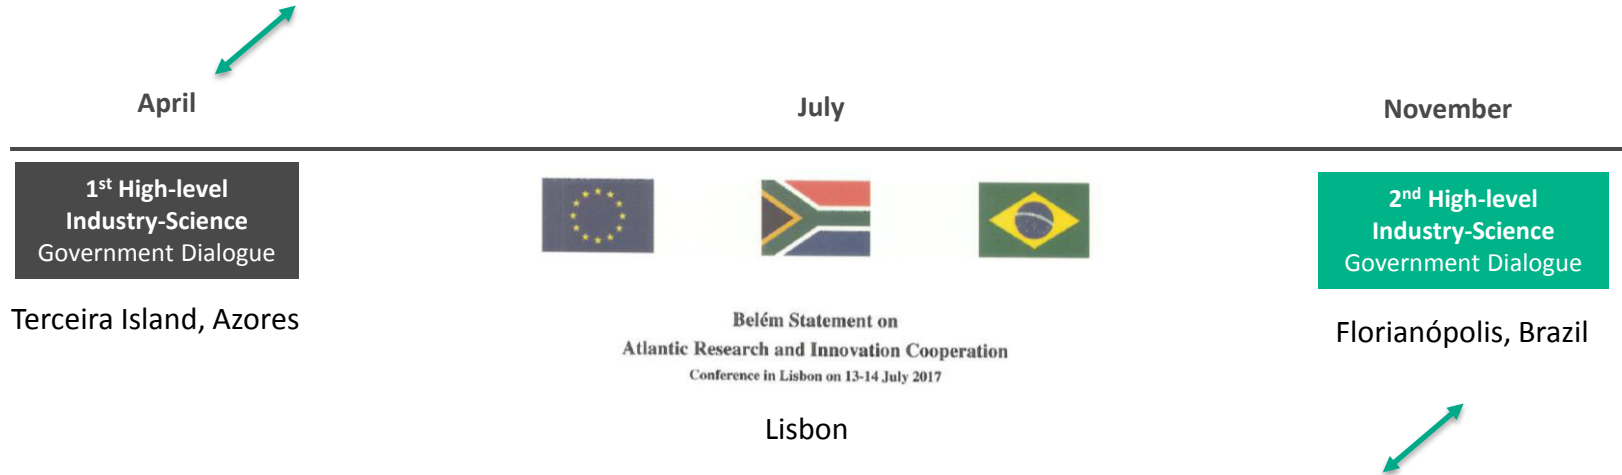 April
July
November
1st High-level
Industry-Science
Government Dialogue
Terceira Island, Azores
Belém Statement on
Atlantic Research and Innovation Cooperation
Conference in Lisbon on 13-14 July 2017
Lisbon
2nd High-level
Industry-Science
Government Dialogue
Florianópolis, Brazil